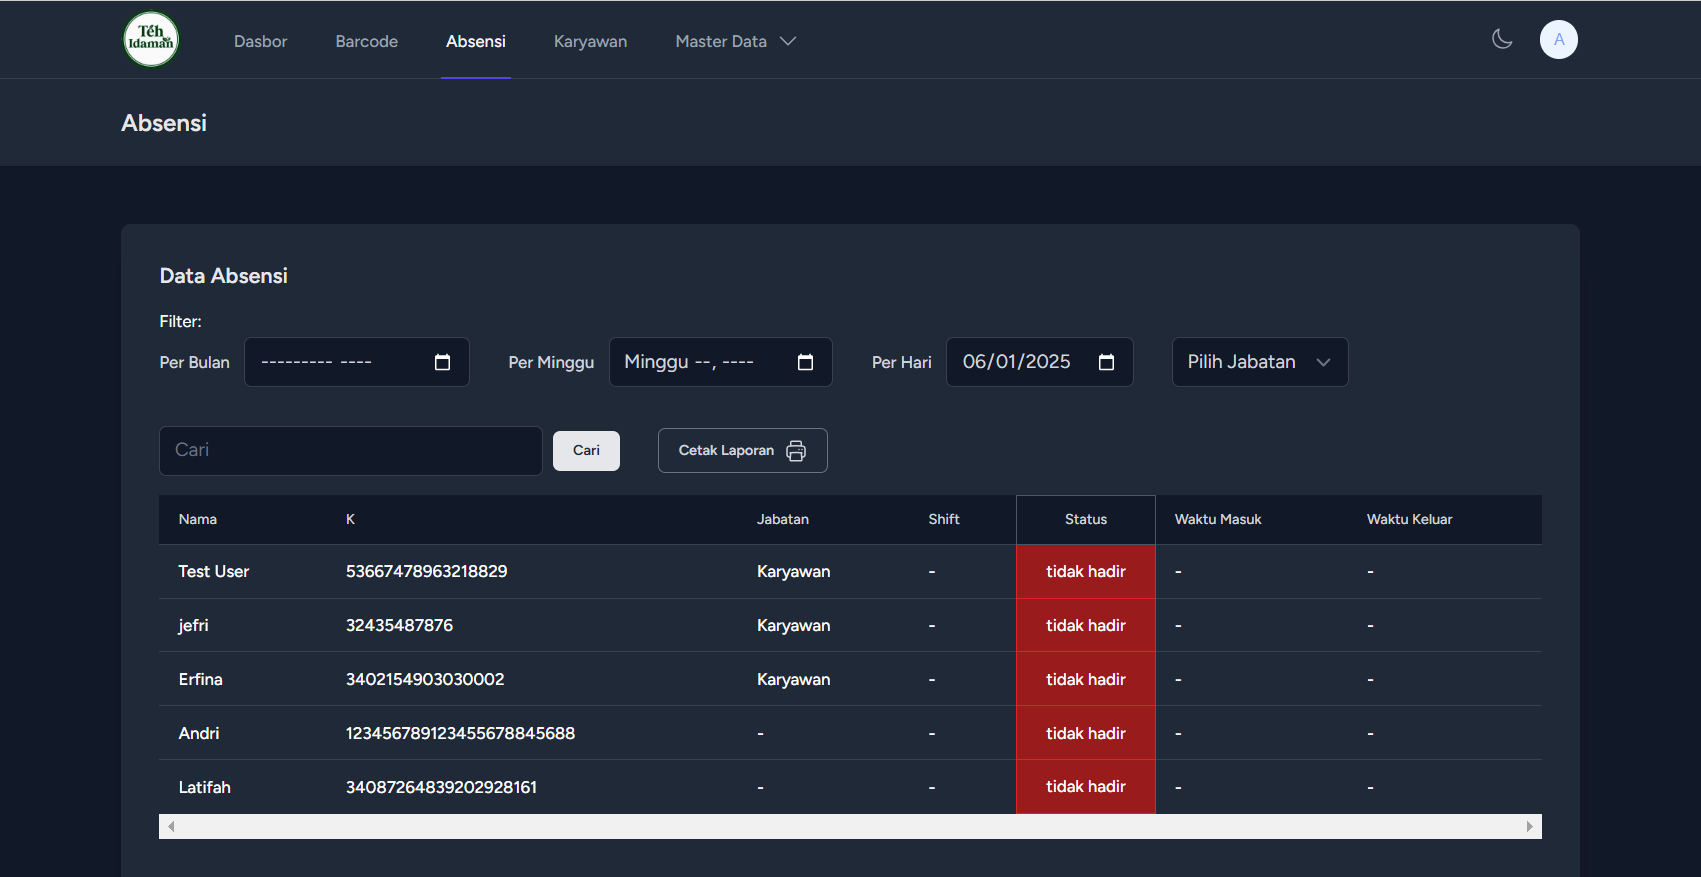 Téh
Idaman
Dasbor Barcode Absensi Karyawan Master Data A
Absensi
Data Absensi
Filter:
Per Bulan --------- ---- Per Minggu Minggu --, ---- Per Hari 06/01/2025 Pilih Jabatan
Cari Cari Cetak Laporan
Nama K Jabatan Shift Status Waktu Masuk Waktu Keluar
Test User 53667478963218829 Karyawan - tidak hadir - -
jefri 32435487876 Karyawan - tidak hadir - -
Erfina 3402154903030002 Karyawan - tidak hadir - -
Andri 123456789123455678845688 - - tidak hadir - -
Latifah 34087264839202928161 - - tidak hadir - -